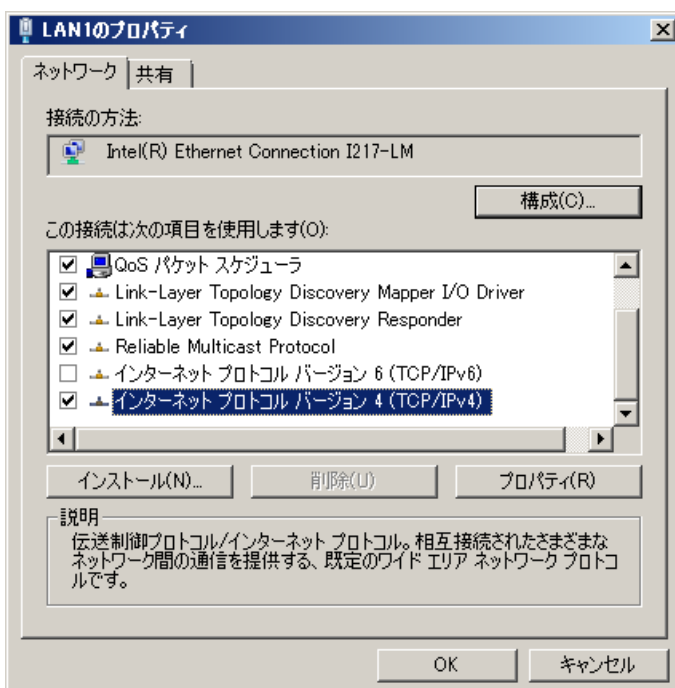 LAN1のプロパティ
ネットワーク 共有
接続の方法:
Intel(R) Ethernet Connection I217-LM
構成(C)...
この接続は次の項目を使用します(O):
QoS パケット スケジューラ
Link-Layer Topology Discovery Mapper I/O Driver
Link-Layer Topology Discovery Responder
Reliable Multicast Protocol
インターネット プロトコル バージョン 6 (TCP/IPv6)
インターネット プロトコル バージョン 4 (TCP/IPv4)
インストール(N)... 削除(U) プロパティ(R)
説明
伝送制御プロトコル/インターネット プロトコル。相互接続されたさまざまな
ネットワーク間の通信を提供する、既定のワイド エリア ネットワーク プロトコ
ルです。
OK キャンセル